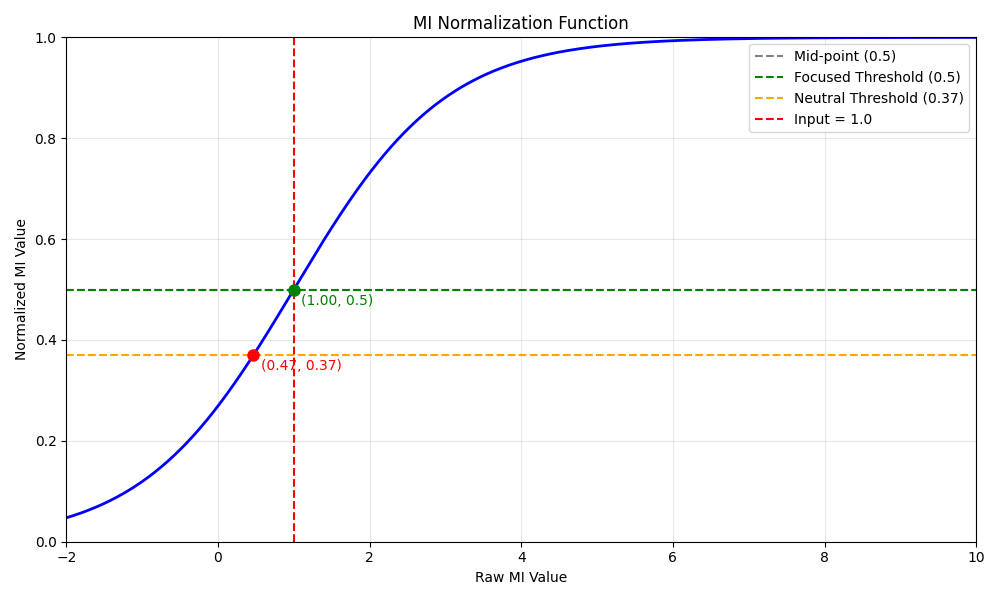 MI Normalization Function
Normalized MI Value
1.0
0.8
0.6
0.4
0.2
0.0
Mid-point (0.5)
Focused Threshold (0.5)
Neutral Threshold (0.37)
Input = 1.0
(1.00, 0.5)
(0.47, 0.37)
−2
0
2
4
6
8
10
Raw MI Value